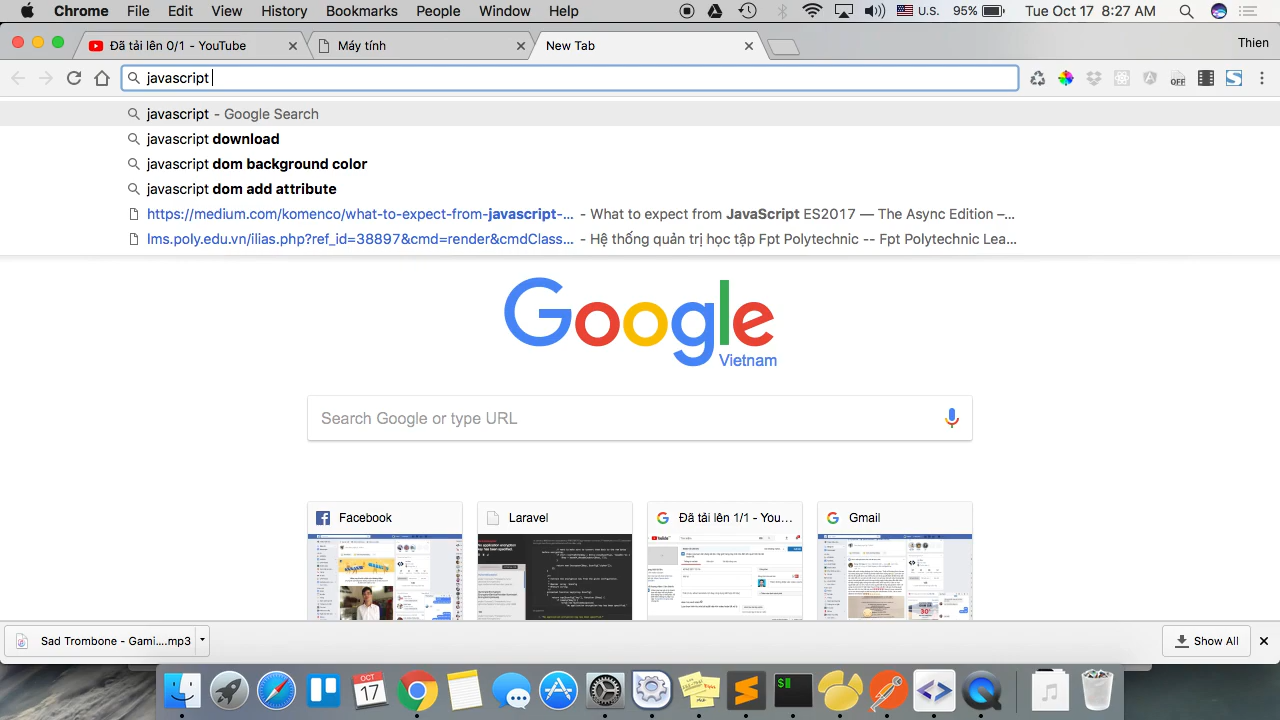 Chrome File Edit View History Bookmarks People Window Help U.S. 95% Tue Oct 17 8:27 AM
Đã tải lên 0/1 - YouTube Máy tính New Tab Thien
javascript
OFF
javascript - Google Search
javascript download
javascript dom background color
javascript dom add attribute
https://medium.com/komenco/what-to-expect-from-javascript-... - What to expect from JavaScript ES2017 — The Async Edition –...
lms.poly.edu.vn/ilias.php?ref_id=38897&cmd=render&cmdClass... - Hệ thống quản trị học tập Fpt Polytechnic -- Fpt Polytechnic Lea...
Google
Vietnam
Search Google or type URL
Facebook Laravel Đã tải lên 1/1 - You... Gmail
Sad Trombone - Gami....mp3 Show All
OCT
17